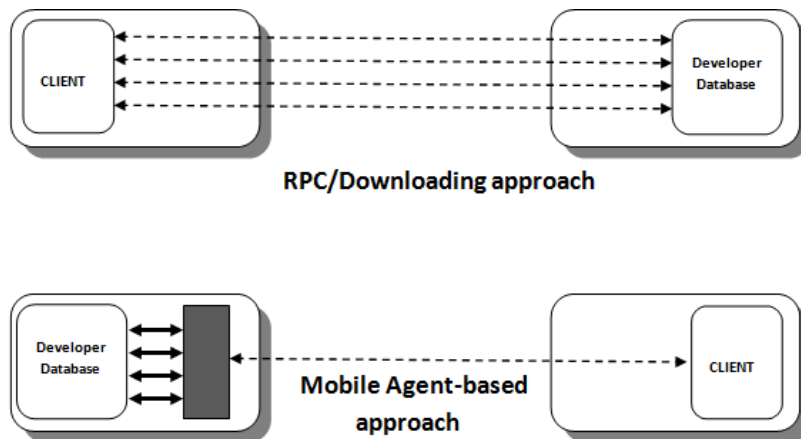 CLIENT
Developer
Database
RPC/Downloading approach
Developer
Database
Mobile Agent-based
approach
CLIENT